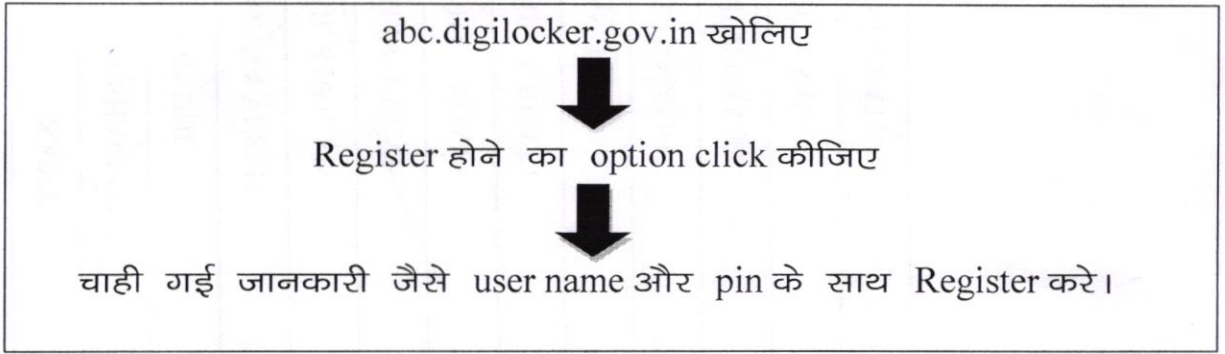 abc.digilocker.gov.in खोलिए
Register होने का option click कीजिए
चाही गई जानकारी जैसे user name और pin के साथ Register करे।